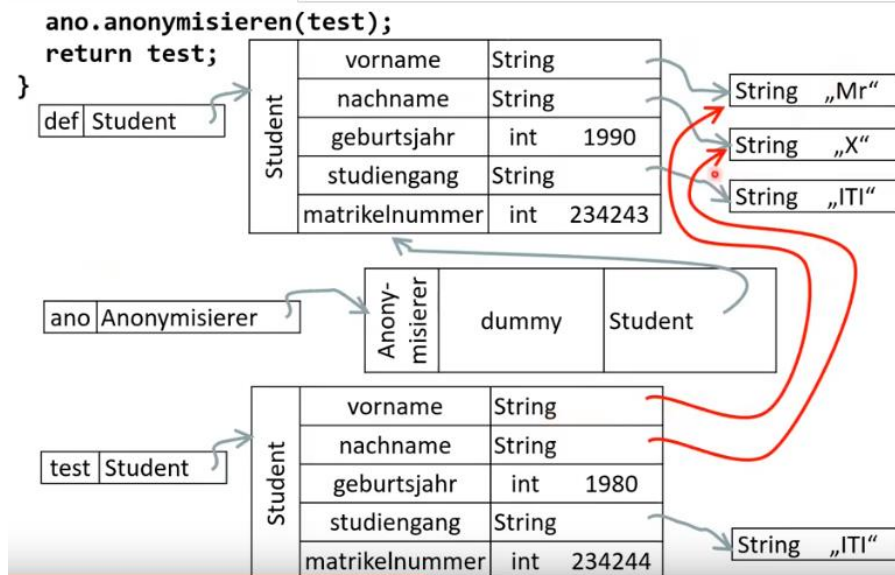 ano.anonymisieren(test);
return test;
}
def Student
Student
vorname String
nachname String
geburtsjahr int 1990
studiengang String
matrikelnummer int 234243
String „Mr“
String „X“
String „ITI“
ano Anonymisierer
Anony-
misierer
dummy Student
test Student
Student
vorname String
nachname String
geburtsjahr int 1980
studiengang String
matrikelnummer int 234244
String „ITI“